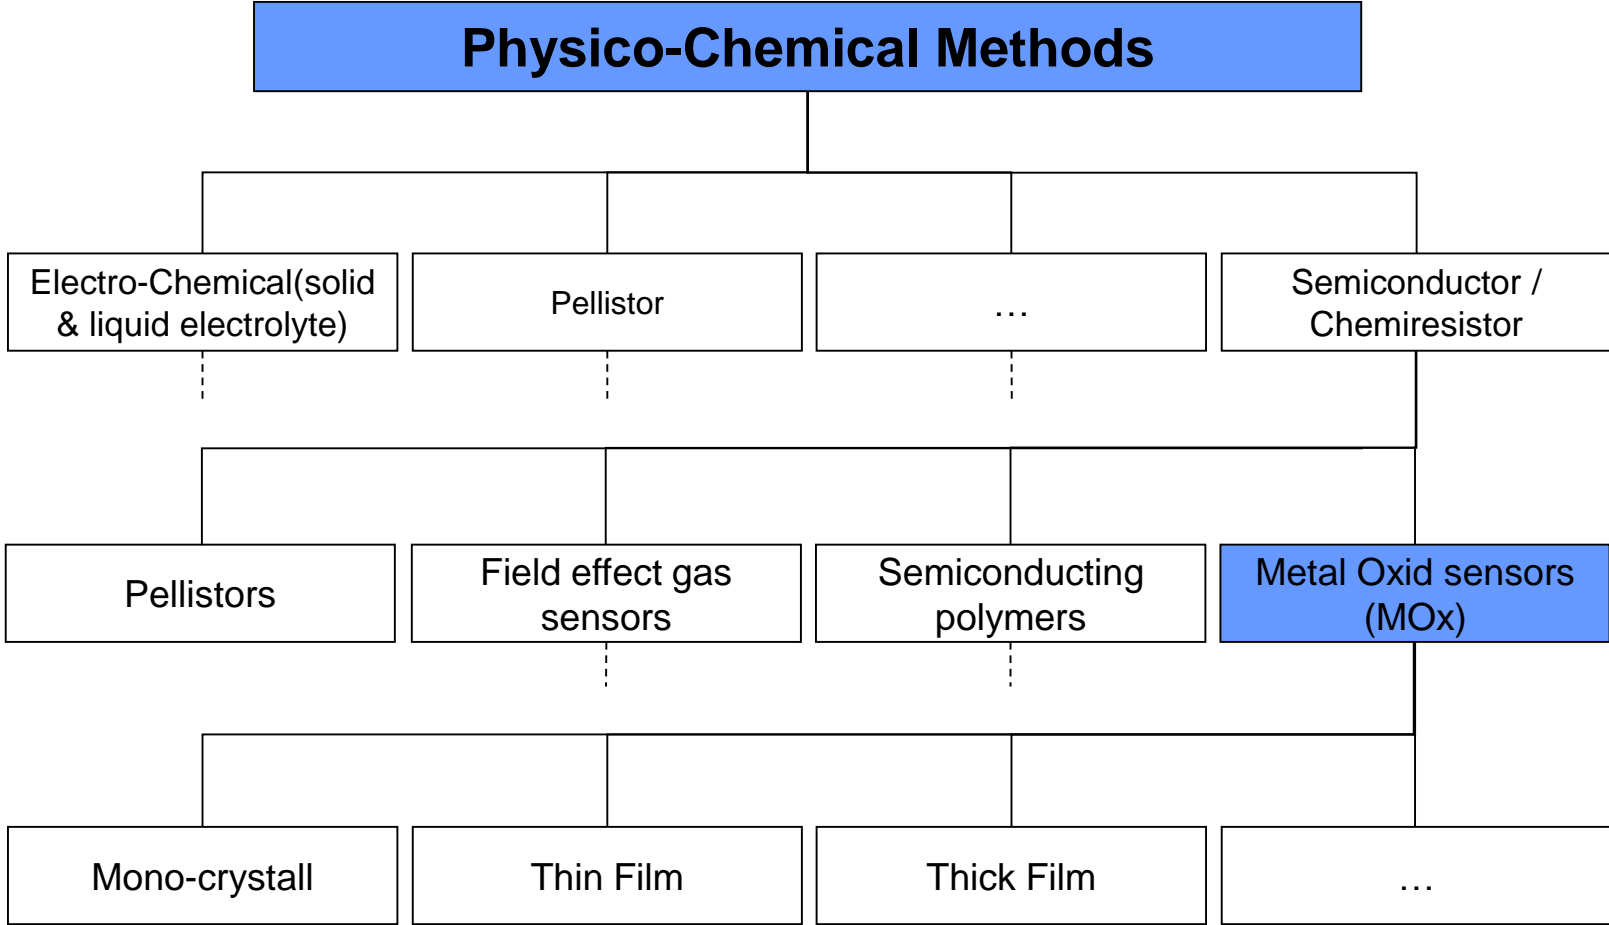 Physico-Chemical Methods
Electro-Chemical(solid
& liquid electrolyte)
Pellistor
…
Semiconductor /
Chemiresistor
Pellistors
Field effect gas
sensors
Semiconducting
polymers
Metal Oxid sensors
(MOx)
Mono-crystall
Thin Film
Thick Film
…